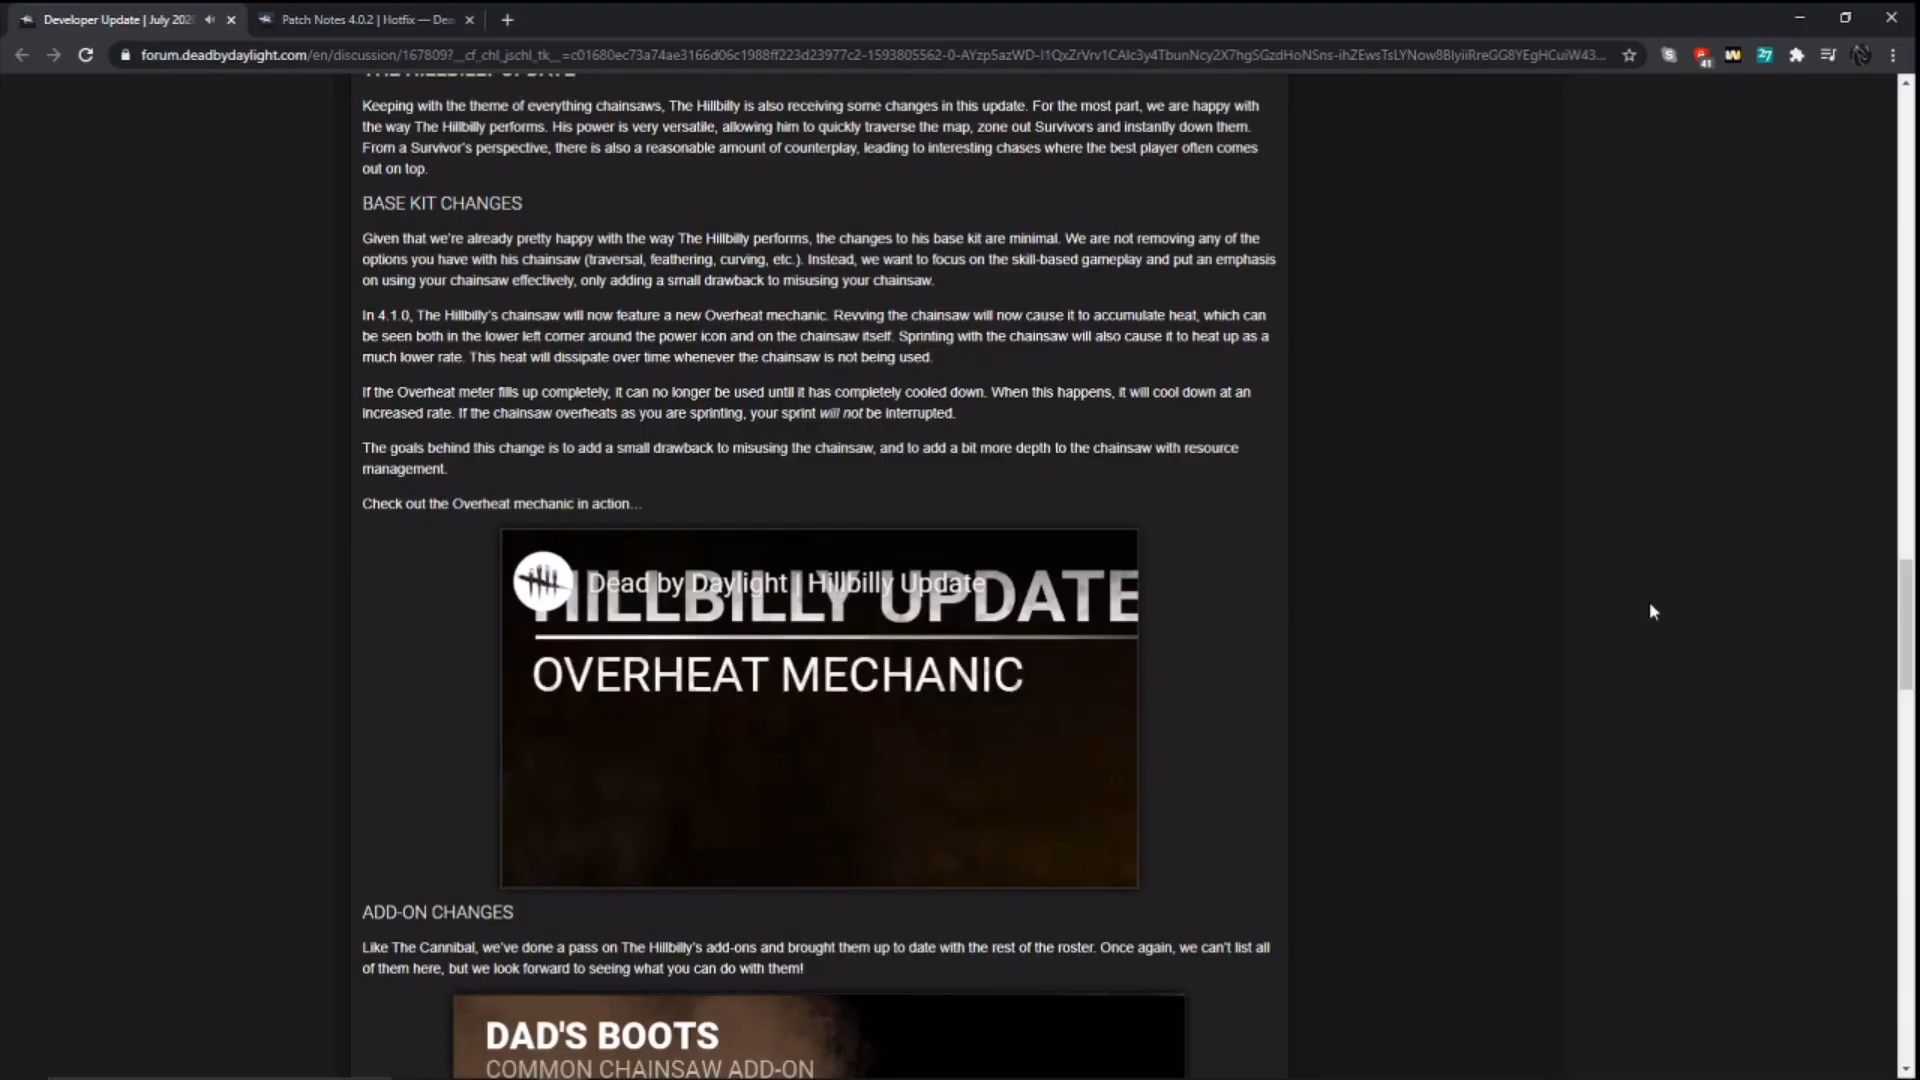 Developer Update | July 202
Patch Notes 4.0.2 | Hotfix — Dea
forum.deadbydaylight.com/en/discussion/167809?__cf_chl_jschl_tk__=c01680ec73a74ae3166d06c1988ff223d23977c2-1593805562-0-
41
27
THE HILLBILLY UPDATE
Keeping with the theme of everything chainsaws, The Hillbilly is also receiving some changes in this update. For the most part, we are happy with
the way The Hillbilly performs. His power is very versatile, allowing him to quickly traverse the map, zone out Survivors and instantly down them.
From a Survivor's perspective, there is also a reasonable amount of counterplay, leading to interesting chases where the best player often comes
out on top.
BASE KIT CHANGES
Given that we're already pretty happy with the way The Hillbilly performs, the changes to his base kit are minimal. We are not removing any of the
options you have with his chainsaw (traversal, feathering, curving, etc.). Instead, we want to focus on the skill-based gameplay and put an emphasis
on using your chainsaw effectively, only adding a small drawback to misusing your chainsaw.
In 4.1.0, The Hillbilly's chainsaw will now feature a new Overheat mechanic. Revving the chainsaw will now cause it to accumulate heat, which can
be seen both in the lower left corner around the power icon and on the chainsaw itself. Sprinting with the chainsaw will also cause it to heat up as a
much lower rate. This heat will dissipate over time whenever the chainsaw is not being used.
If the Overheat meter fills up completely, it can no longer be used until it has completely cooled down. When this happens, it will cool down at an
increased rate. If the chainsaw overheats as you are sprinting, your sprint will not be interrupted.
The goals behind this change is to add a small drawback to misusing the chainsaw, and to add a bit more depth to the chainsaw with resource
management.
Check out the Overheat mechanic in action...
Dead by Daylight | Hillbilly Update
HILLBILLY UPDATE
OVERHEAT MECHANIC
ADD-ON CHANGES
Like The Cannibal, we've done a pass on The Hillbilly's add-ons and brought them up to date with the rest of the roster. Once again, we can't list all
of them here, but we look forward to seeing what you can do with them!
DAD'S BOOTS
COMMON CHAINSAW ADD-ON